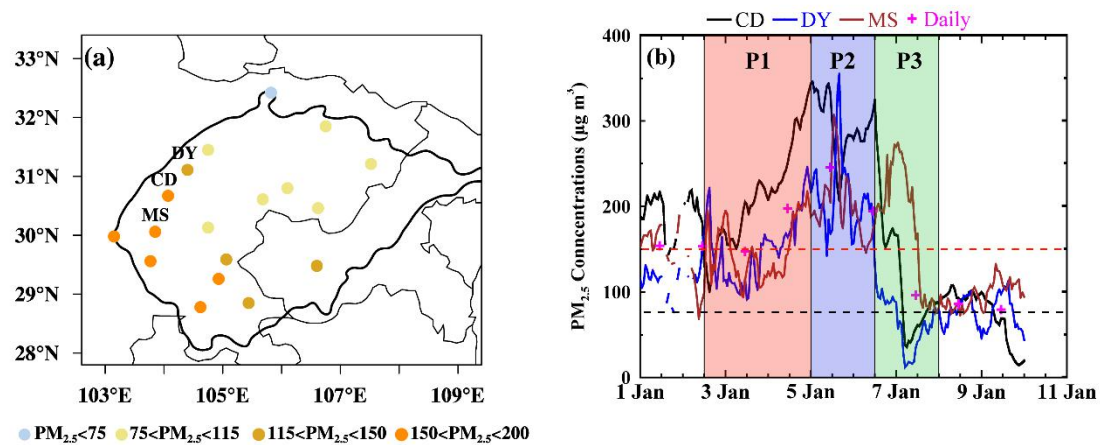 CD DY MS Daily
(a)
33°N
32°N
31°N
30°N
29°N
28°N
DY
CD
MS
103°E 105°E 107°E 109°E
PM2.5<75 75<PM2.5<115 115<PM2.5<150 150<PM2.5<200
(b)
P1 P2 P3
PM2.5 Conncentrations (μg m³)
400
300
200
100
0
1 Jan 3 Jan 5 Jan 7 Jan 9 Jan 11 Jan